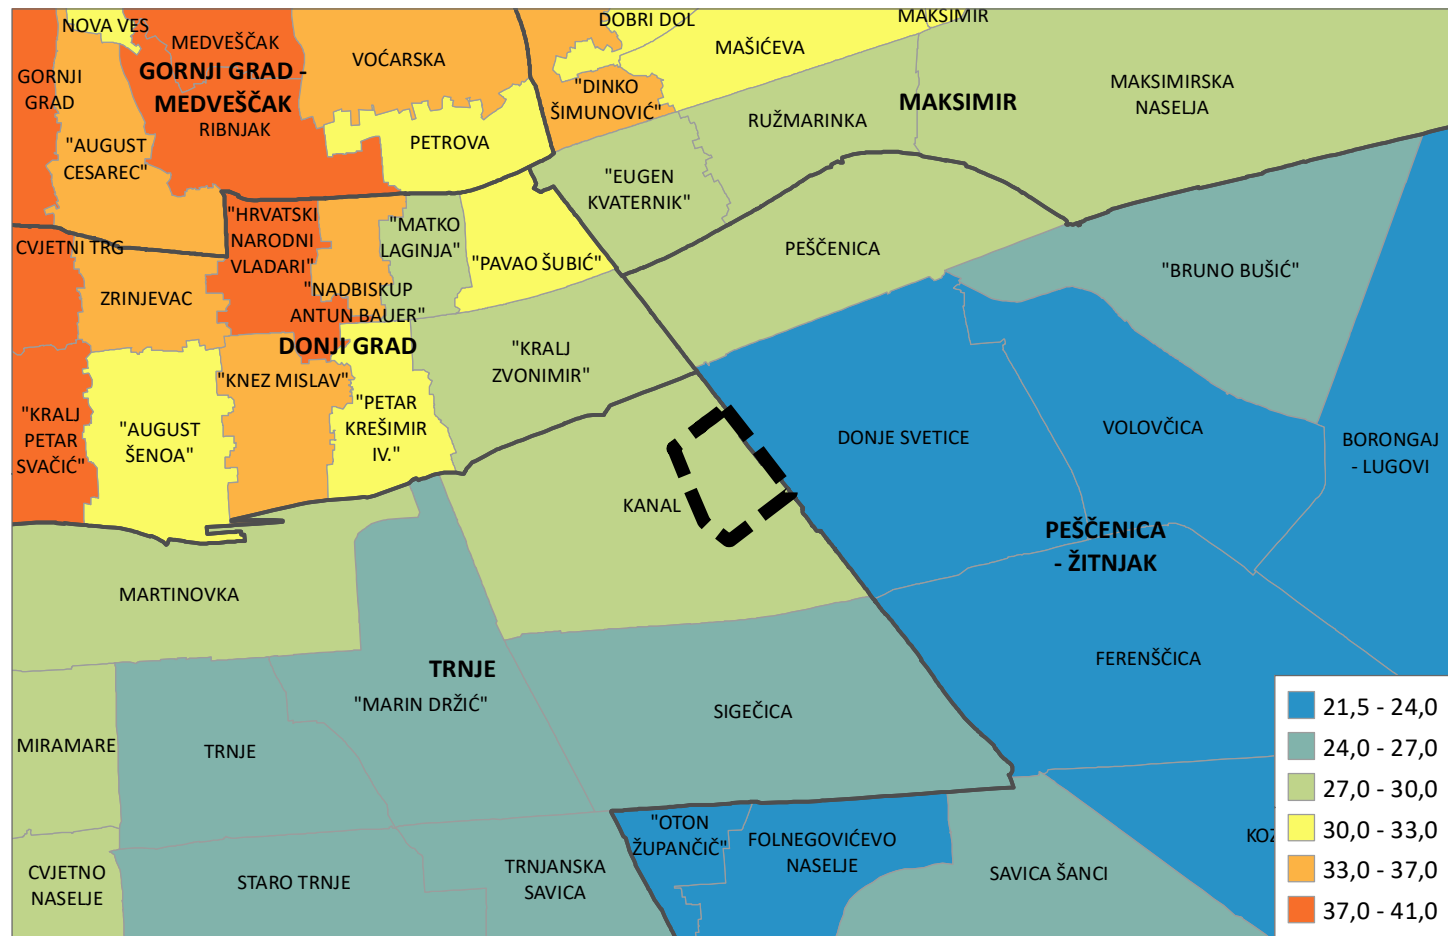 NOVA VES
MEDVEŠČAK
VOĆARSKA
DOBRI DOL
MAKSIMIR
MAŠIĆEVA
GORNJI
GRAD
GORNJI GRAD -
MEDVEŠČAK
RIBNJAK
"DINKO
ŠIMUNOVIĆ"
MAKSIMIR
MAKSIMIRSKA
NASELJA
RUŽMARINKA
"AUGUST
CESAREC"
PETROVA
"EUGEN
KVATERNIK"
CVJETNI TRG
"HRVATSKI
NARODNI
VLADARI"
"MATKO
LAGINJA"
"PAVAO ŠUBIĆ"
PEŠČENICA
"BRUNO BUŠIĆ"
ZRINJEVAC
"NADBISKUP
ANTUN BAUER"
DONJI GRAD
"KRALJ
ZVONIMIR"
"KNEZ MISLAV"
"KRALJ
PETAR
SVAČIĆ"
"AUGUST
ŠENOA"
"PETAR
KREŠIMIR
IV."
DONJE SVETICE
VOLOVČICA
BORONGAJ
- LUGOVI
KANAL
PEŠČENICA
- ŽITNJAK
MARTINOVKA
FERENŠČICA
TRNJE
"MARIN DRŽIĆ"
SIGEČICA
MIRAMARE
TRNJE
"OTON
ŽUPANČIČ"
FOLNEGOVIĆEVO
NASELJE
KOZ
CVJETNO
NASELJE
STARO TRNJE
TRNJANSKA
SAVICA
SAVICA ŠANCI
21,5 - 24,0
24,0 - 27,0
27,0 - 30,0
30,0 - 33,0
33,0 - 37,0
37,0 - 41,0